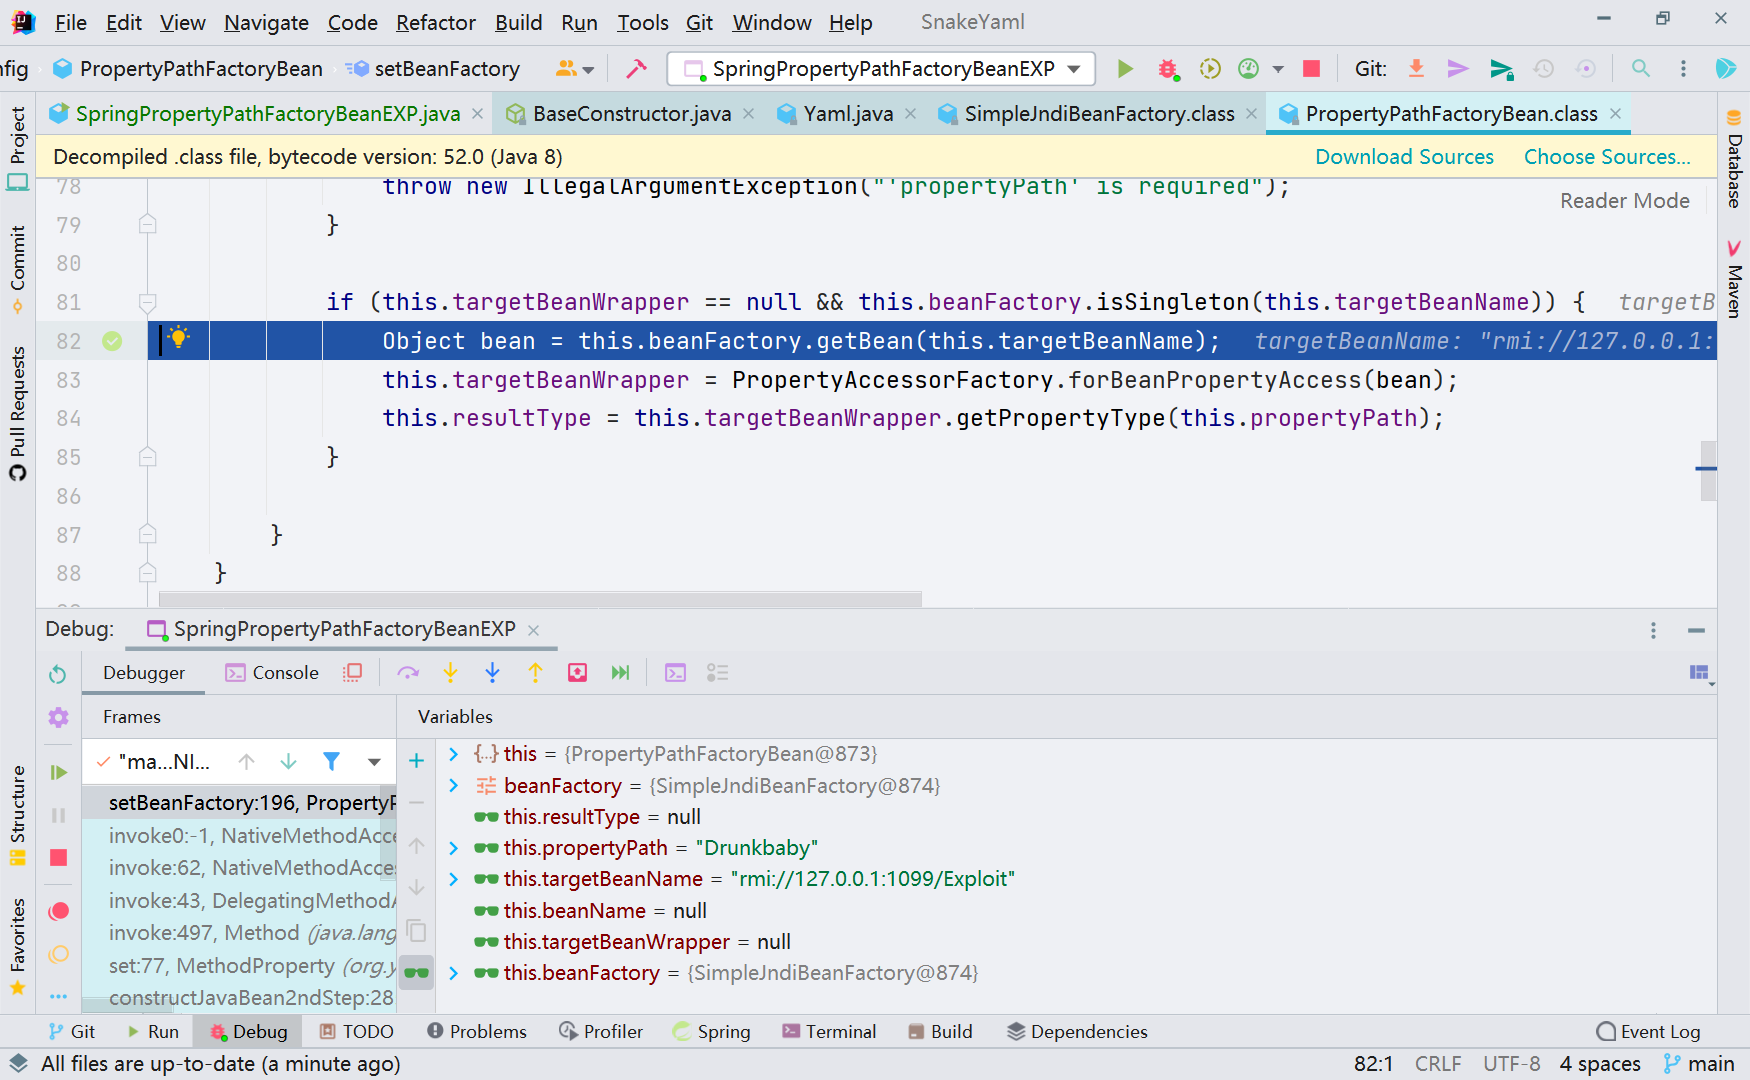 File Edit View Navigate Code Refactor Build Run Tools Git Window Help SnakeYaml
nfig PropertyPathFactoryBean setBeanFactory SpringPropertyPathFactoryBeanEXP Git:
SpringPropertyPathFactoryBeanEXP.java BaseConstructor.java Yaml.java SimpleJndiBeanFactory.class PropertyPathFactoryBean.class
Decompiled .class file, bytecode version: 52.0 (Java 8) Download Sources Choose Sources...
Reader Mode
78 throw new IllegalArgumentException("'propertyPath' is required");
79 }
80
81 if (this.targetBeanWrapper == null && this.beanFactory.isSingleton(this.targetBeanName)) { targetB
82 Object bean = this.beanFactory.getBean(this.targetBeanName); targetBeanName: "rmi://127.0.0.1:
83 this.targetBeanWrapper = PropertyAccessorFactory.forBeanPropertyAccess(bean);
84 this.resultType = this.targetBeanWrapper.getPropertyType(this.propertyPath);
85 }
86
87 }
88 }
Project
Commit
Pull Requests
Structure
Favorites
Database
Maven
Debug: SpringPropertyPathFactoryBeanEXP
Debugger Console
Frames
Variables
"ma...NI...
setBeanFactory:196, PropertyP
invoke0:-1, NativeMethodAcce
invoke:62, NativeMethodAcces
invoke:43, DelegatingMethodA
invoke:497, Method (java.lang
set:77, MethodProperty (org.y
constructJavaBean2ndStep:28
this = {PropertyPathFactoryBean@873}
beanFactory = {SimpleJndiBeanFactory@874}
this.resultType = null
this.propertyPath = "Drunkbaby"
this.targetBeanName = "rmi://127.0.0.1:1099/Exploit"
this.beanName = null
this.targetBeanWrapper = null
this.beanFactory = {SimpleJndiBeanFactory@874}
Git Run Debug TODO Problems Profiler Spring Terminal Build Dependencies Event Log
All files are up-to-date (a minute ago) 82:1 CRLF UTF-8 4 spaces main